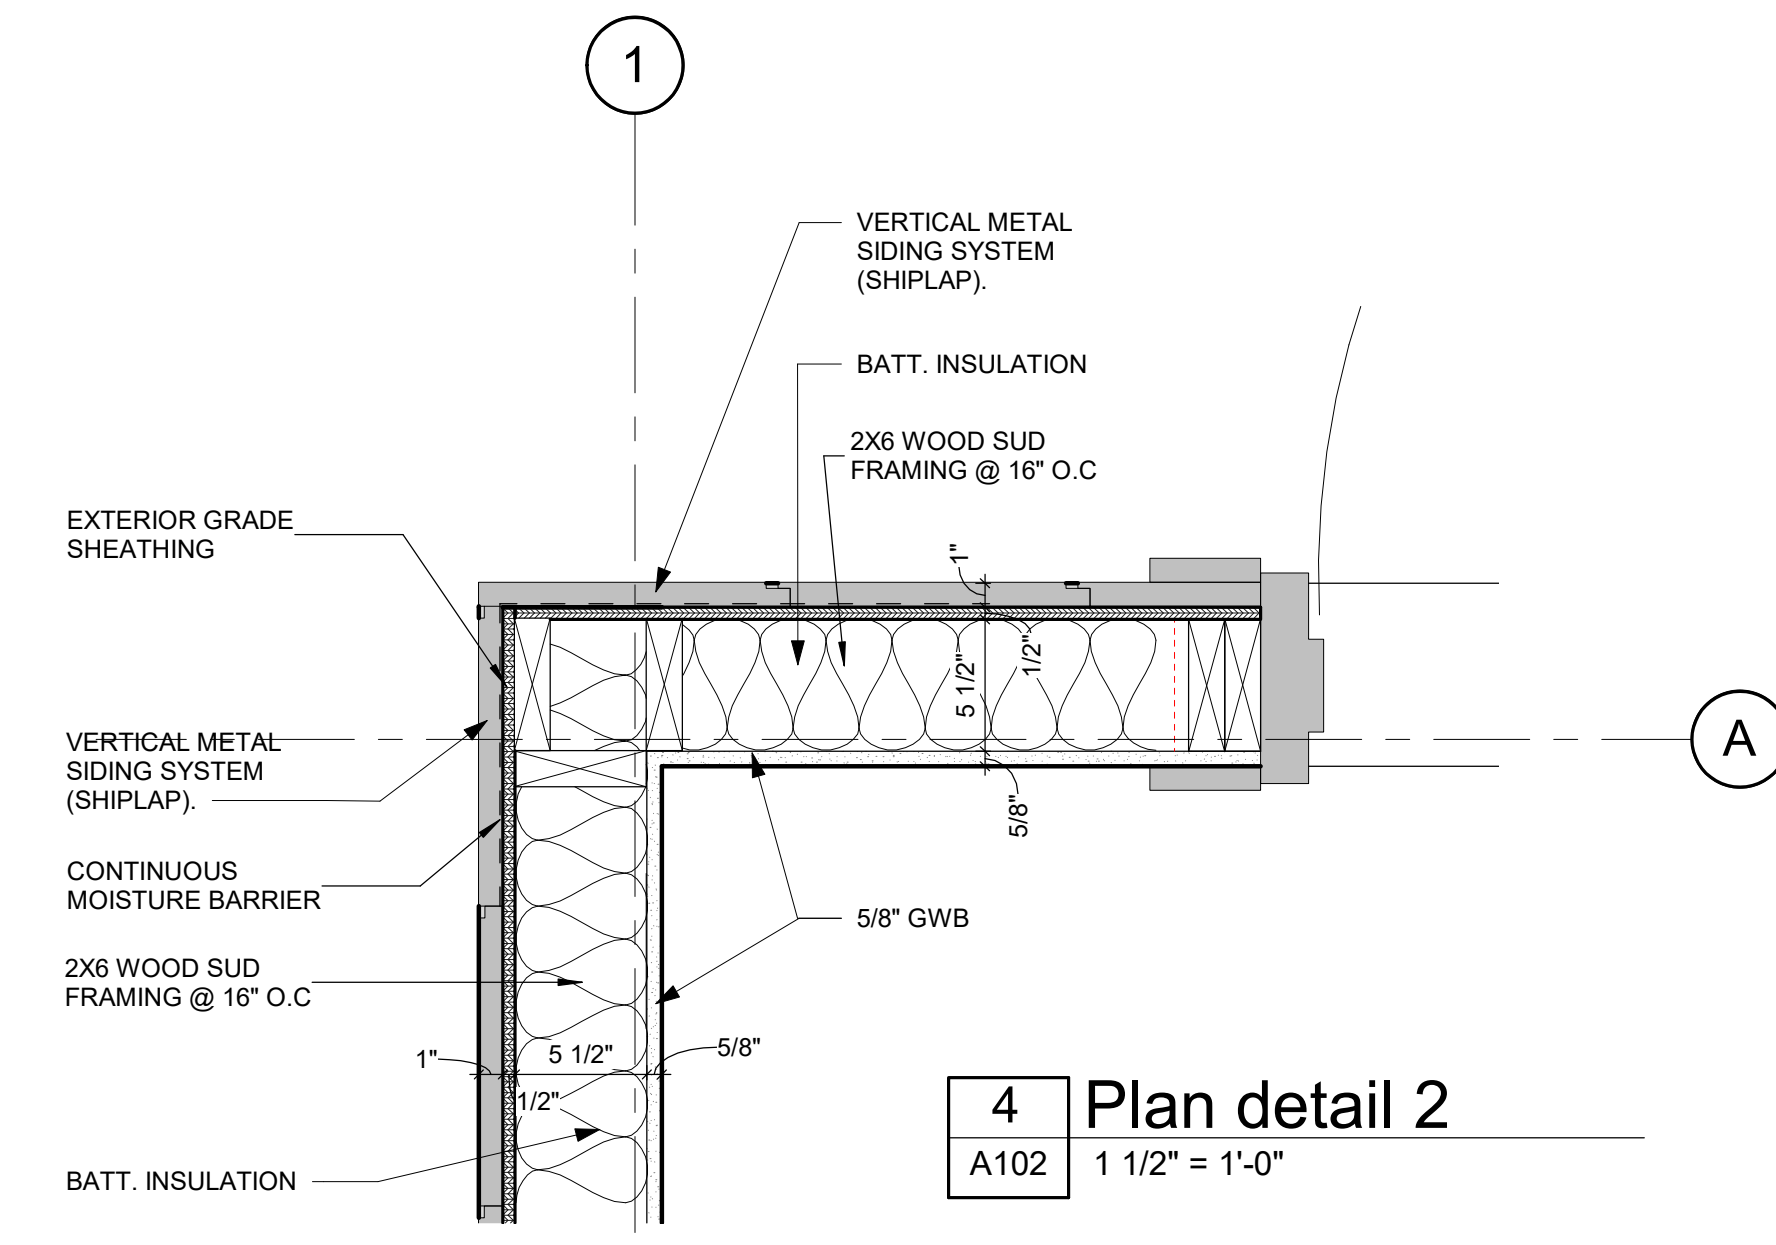 1
VERTICAL METAL
SIDING SYSTEM
(SHIPLAP).
BATT. INSULATION
2X6 WOOD SUD
FRAMING @ 16" O.C
EXTERIOR GRADE
SHEATHING
1"
1/2"
5 1/2"
5/8"
A
VERTICAL METAL
SIDING SYSTEM
(SHIPLAP).
CONTINUOUS
MOISTURE BARRIER
5/8" GWB
2X6 WOOD SUD
FRAMING @ 16" O.C
1"
5 1/2"
5/8"
1/2"
BATT. INSULATION
4
Plan detail 2
A102
1 1/2" = 1'-0"